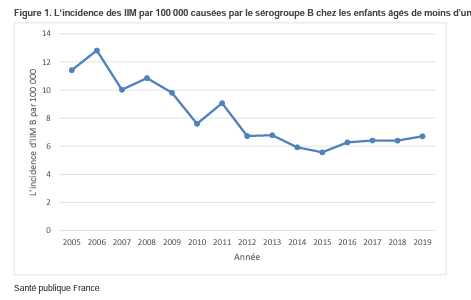 Figure 1. L'incidence des IIM par 100 000 causées par le sérogroupe B chez les enfants âgés de moins d'un
14
12
10
8
6
4
2
0
L'incidence d'IIM B par 100 000
2005 2006 2007 2008 2009 2010 2011 2012 2013 2014 2015 2016 2017 2018 2019
Année
Santé publique France